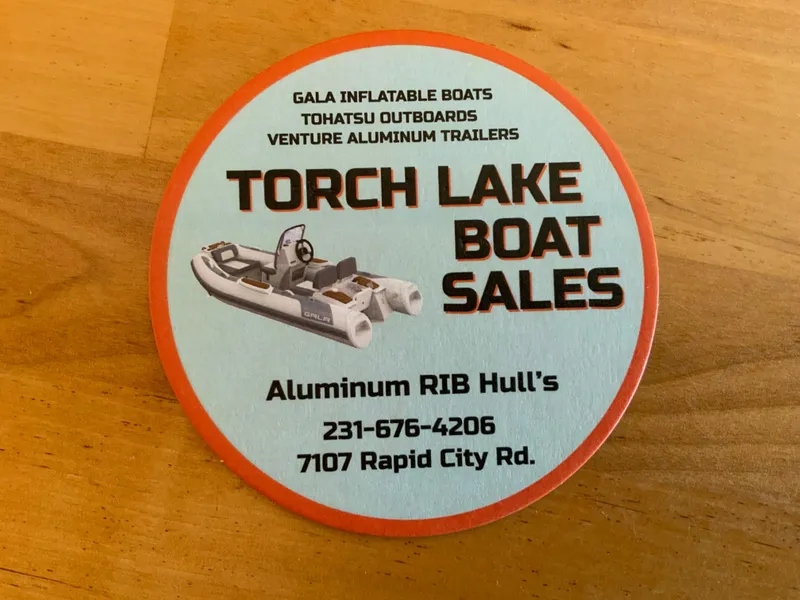 GALA INFLATABLE BOATS
TOHATSU OUTBOARDS
VENTURE ALUMINUM TRAILERS
TORCH LAKE
BOAT
SALES
GALA
Aluminum RIB Hull's
231-676-4206
7107 Rapid City Rd.